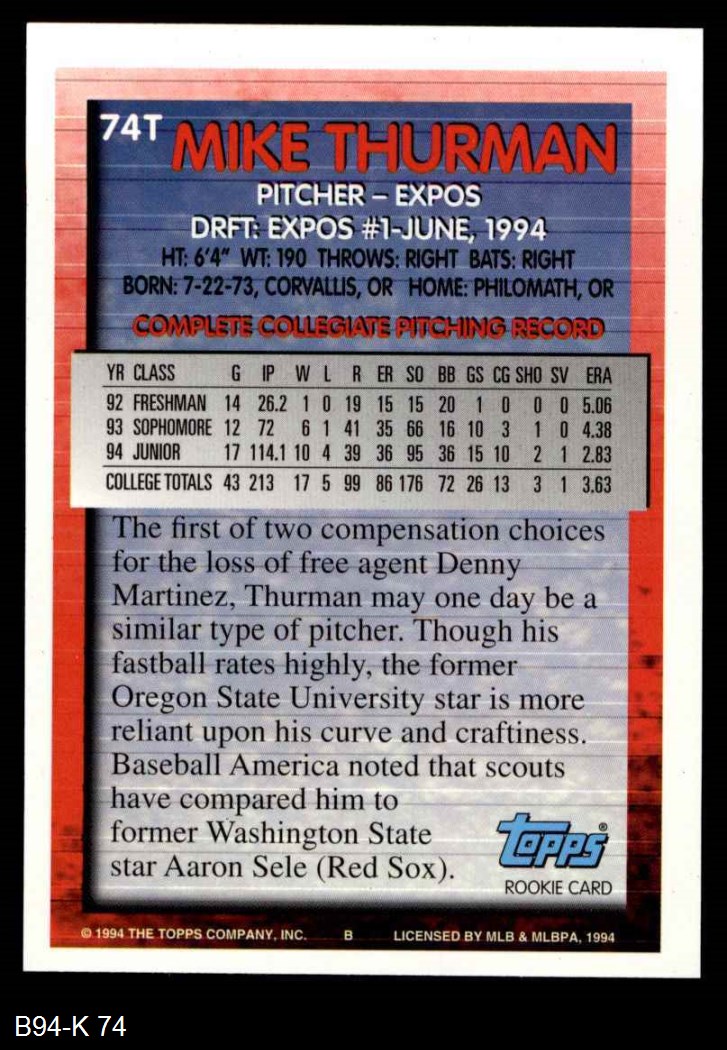 74T
MIKE THURMAN
PITCHER – EXPOS
DRFT: EXPOS #1-JUNE, 1994
HT: 6'4" WT: 190 THROWS: RIGHT BATS: RIGHT
BORN: 7-22-73, CORVALLIS, OR HOME: PHILOMATH, OR
COMPLETE COLLEGIATE PITCHING RECORD
YR CLASS G IP W L R ER SO BB GS CG SHO SV ERA
92 FRESHMAN 14 26.2 1 0 19 15 15 20 1 0 0 0 5.06
93 SOPHOMORE 12 72 6 1 41 35 66 16 10 3 1 0 4.38
94 JUNIOR 17 114.1 10 4 39 36 95 36 15 10 2 1 2.83
COLLEGE TOTALS 43 213 17 5 99 86 176 72 26 13 3 1 3.63
The first of two compensation choices
for the loss of free agent Denny
Martinez, Thurman may one day be a
similar type of pitcher. Though his
fastball rates highly, the former
Oregon State University star is more
reliant upon his curve and craftiness.
Baseball America noted that scouts
have compared him to
former Washington State
star Aaron Sele (Red Sox).
topps®
ROOKIE CARD
© 1994 THE TOPPS COMPANY, INC. B LICENSED BY MLB & MLBPA, 1994
B94-K 74